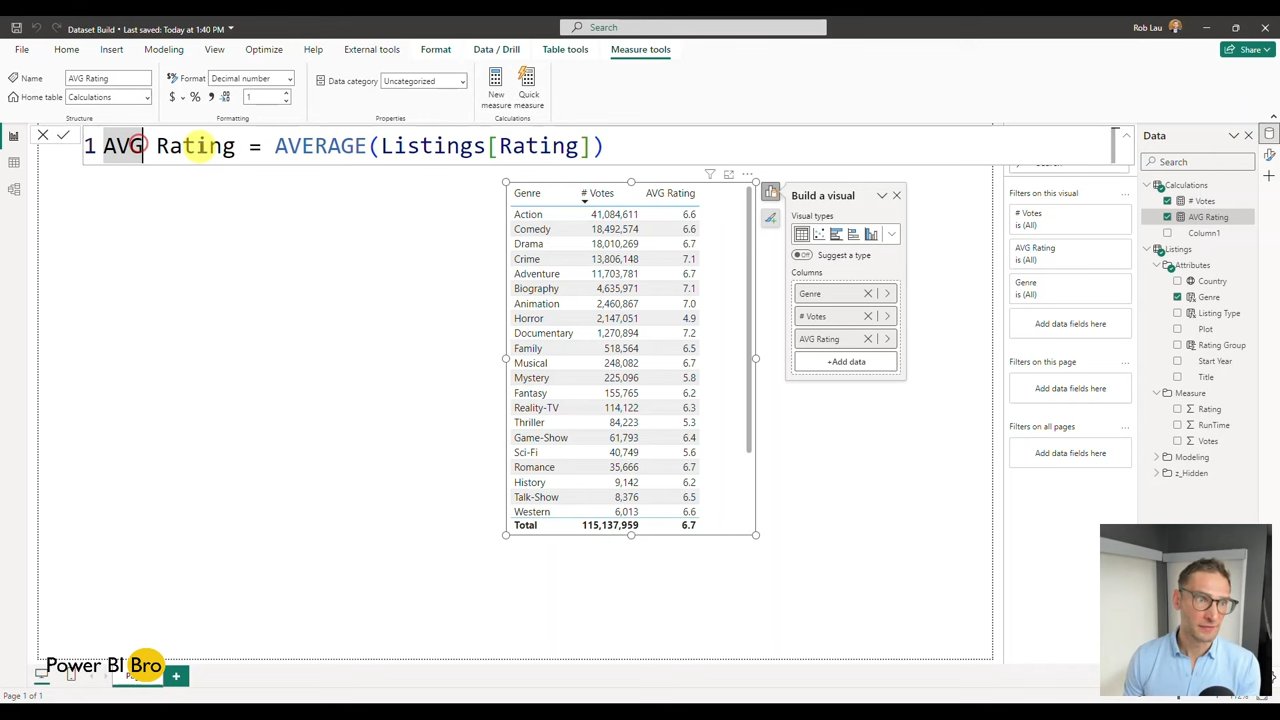 Dataset Build • Last saved: Today at 1:40 PM
Search
Rob Lau
File
Home
Insert
Modeling
View
Optimize
Help
External tools
Format
Data / Drill
Table tools
Measure tools
Share
Name
AVG Rating
Home table
Calculations
Format
Decimal number
$
%
1
Data category
Uncategorized
New measure
Quick measure
Structure
Formatting
Properties
Calculations
1 AVG Rating = AVERAGE(Listings[Rating])
Genre # Votes AVG Rating
Action 41,084,611 6.6
Comedy 18,492,574 6.6
Drama 18,010,269 6.7
Crime 13,806,148 7.1
Adventure 11,703,781 6.7
Biography 4,635,971 7.1
Animation 2,460,867 7.0
Horror 2,147,051 4.9
Documentary 1,270,894 7.2
Family 518,564 6.5
Musical 248,082 6.7
Mystery 225,096 5.8
Fantasy 155,765 6.2
Reality-TV 114,122 6.3
Thriller 84,223 5.3
Game-Show 61,793 6.4
Sci-Fi 40,749 5.6
Romance 35,666 6.7
History 9,142 6.2
Talk-Show 8,376 6.5
Western 6,013 6.6
Total 115,137,959 6.7
Build a visual
Visual types
Off
Suggest a type
Columns
Genre
# Votes
AVG Rating
+Add data
Filters on this visual
# Votes
is (All)
AVG Rating
is (All)
Genre
is (All)
Add data fields here
Filters on this page
Add data fields here
Filters on all pages
Add data fields here
Data
Search
Calculations
# Votes
AVG Rating
Column1
Listings
Attributes
Country
Genre
Listing Type
Plot
Rating Group
Start Year
Title
Measure
Rating
RunTime
Votes
Modeling
z_Hidden
Power BI Bro
Page 1 of 1